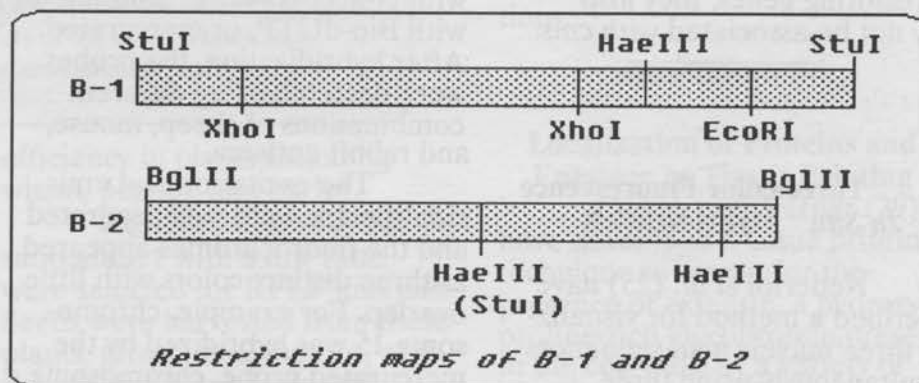 StuI HaeIII StuI
B-1
XhoI XhoI EcoRI
BglII BglII
B-2
HaeIII HaeIII
(StuI)
Restriction maps of B-1 and B-2